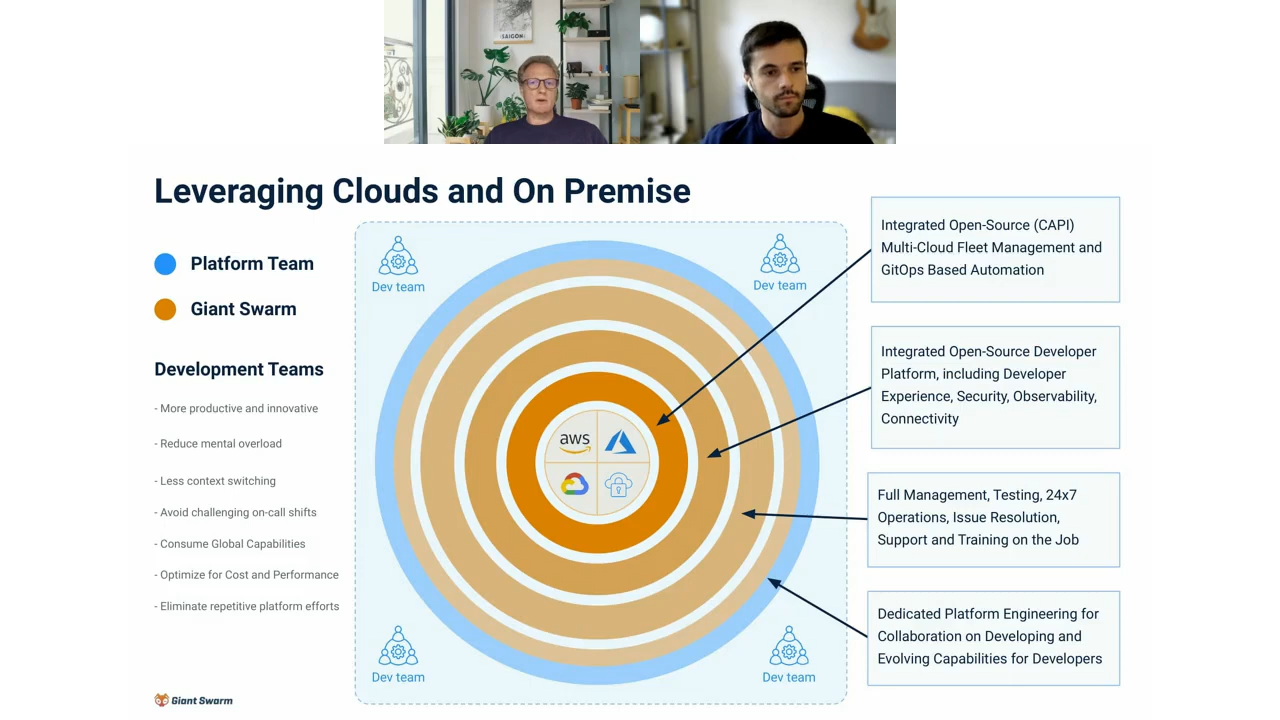 SAIGON
Leveraging Clouds and On Premise
Platform Team
Giant Swarm
Development Teams
- More productive and innovative
- Reduce mental overload
- Less context switching
- Avoid challenging on-call shifts
- Consume Global Capabilities
- Optimize for Cost and Performance
- Eliminate repetitive platform efforts
Dev team
Dev team
aws
Dev team
Dev team
Integrated Open-Source (CAPI)
Multi-Cloud Fleet Management and
GitOps Based Automation
Integrated Open-Source Developer
Platform, including Developer
Experience, Security, Observability,
Connectivity
Full Management, Testing, 24x7
Operations, Issue Resolution,
Support and Training on the Job
Dedicated Platform Engineering for
Collaboration on Developing and
Evolving Capabilities for Developers
Giant Swarm